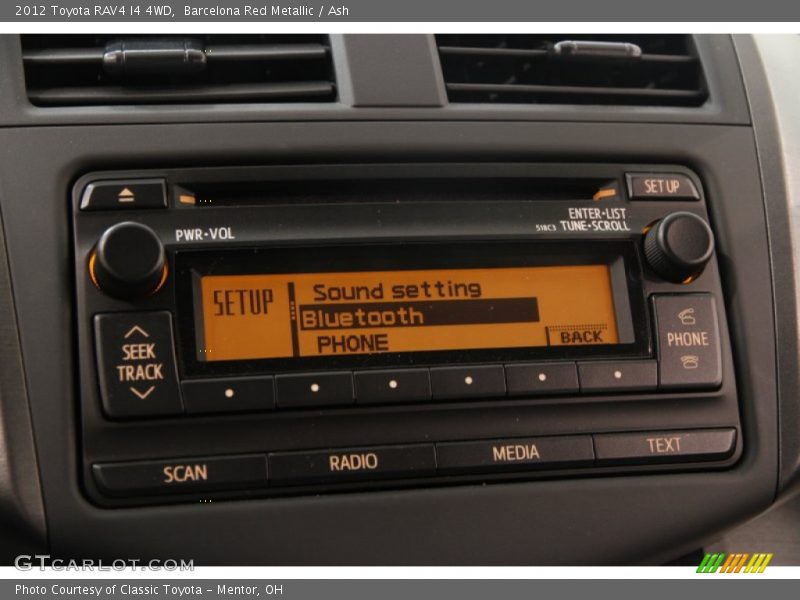 2012 Toyota RAV4 I4 4WD, Barcelona Red Metallic / Ash
SET UP
PWR•VOL
ENTER•LIST
518C3 TUNE•SCROLL
SETUP
Sound setting
Bluetooth
PHONE
BACK
SEEK
TRACK
PHONE
SCAN
RADIO
MEDIA
TEXT
GTCARLOT.COM
Photo Courtesy of Classic Toyota - Mentor, OH